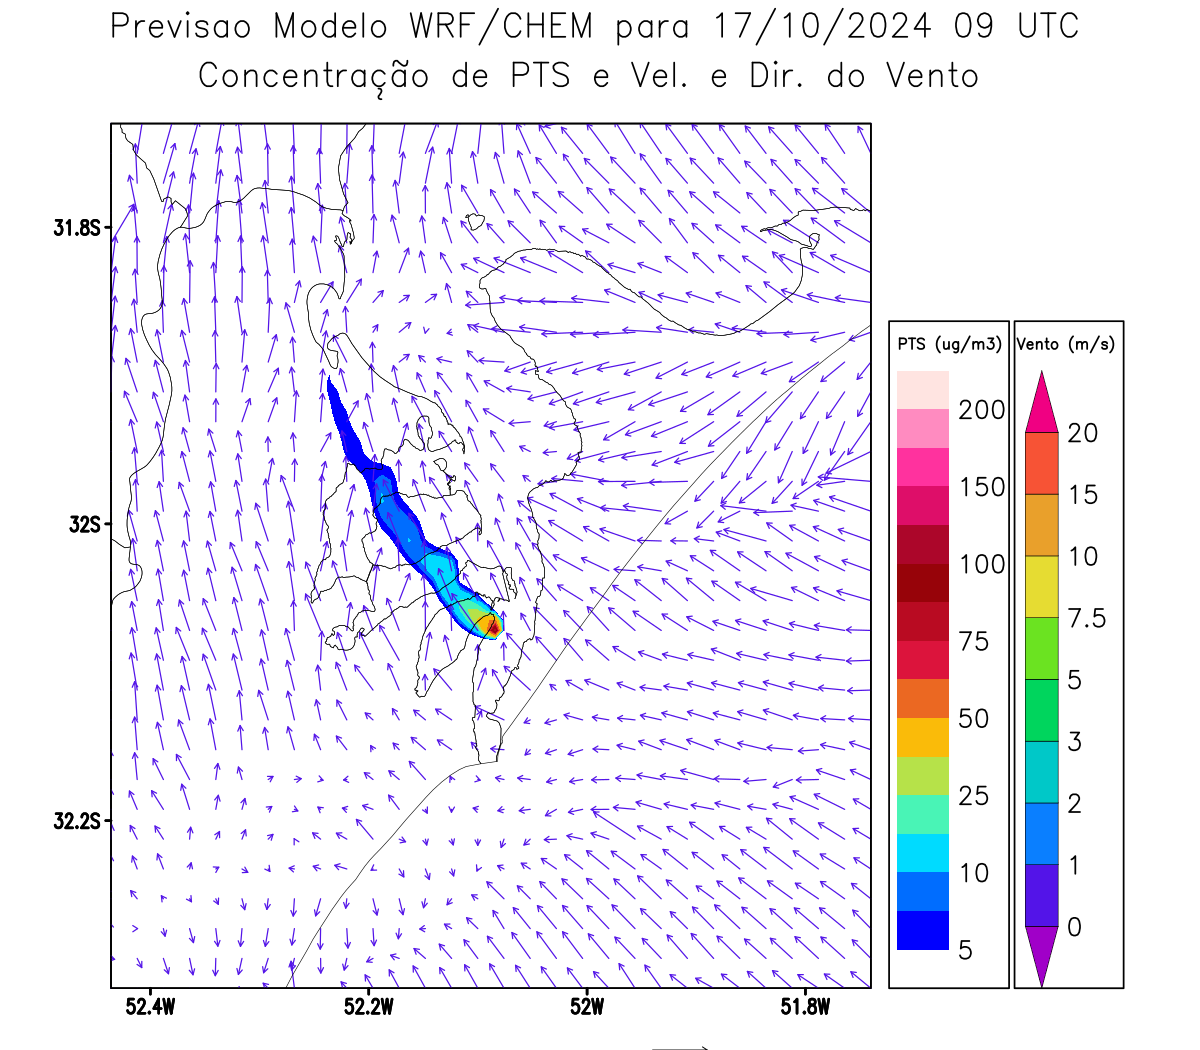 Previsao Modelo WRF/CHEM para 17/10/2024 09 UTC
Concentração de PTS e Vel. e Dir. do Vento
31.8S
32S
32.2S
52.4W 52.2W 52W 51.8W
PTS (ug/m3)
200
150
100
75
50
25
10
5
Vento (m/s)
20
15
10
7.5
5
3
2
1
0